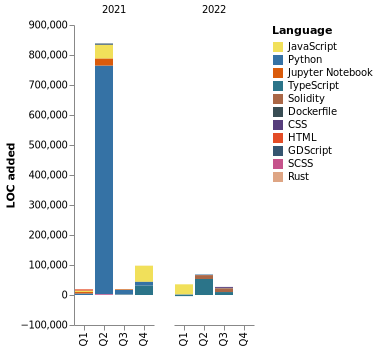 2021 2022
900,000
800,000
700,000
600,000
500,000
400,000
300,000
200,000
100,000
0
−100,000
LOC added
Q1 Q2 Q3 Q4 Q1 Q2 Q3 Q4
Language
JavaScript
Python
Jupyter Notebook
TypeScript
Solidity
Dockerfile
CSS
HTML
GDScript
SCSS
Rust